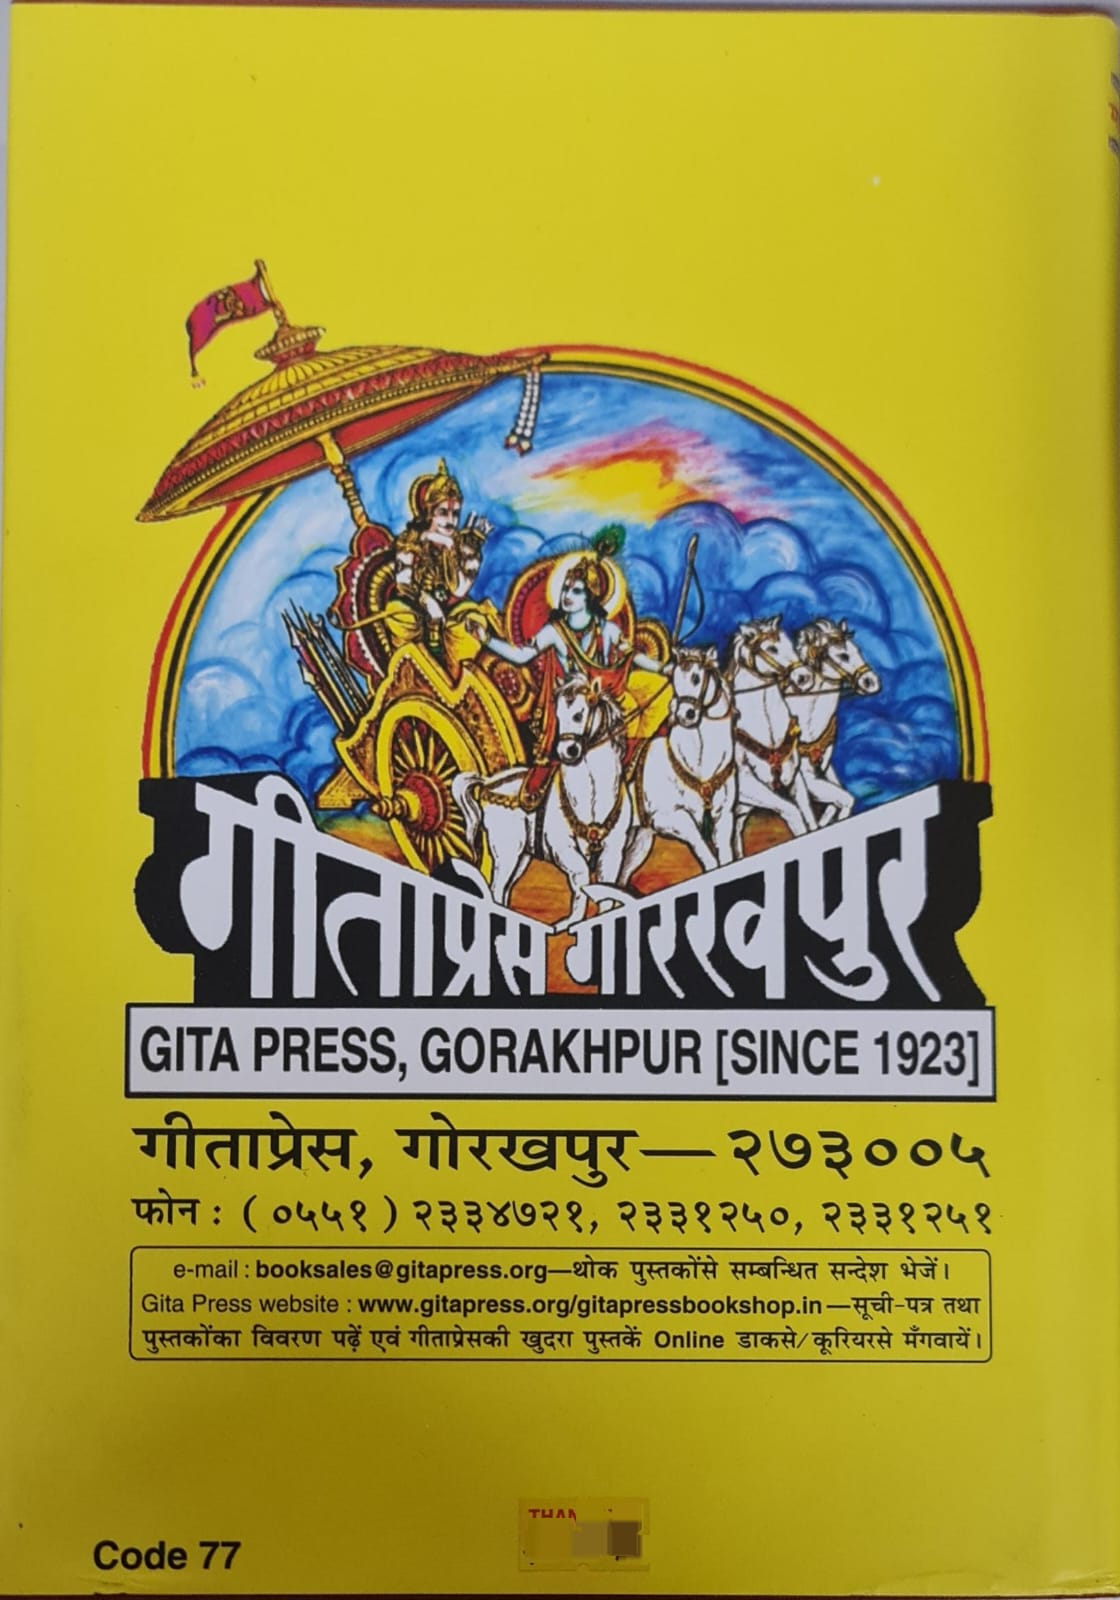 गीताप्रेस गोरखपुर
GITA PRESS, GORAKHPUR [SINCE 1923]
गीताप्रेस, गोरखपुर—२७३००५
फोन : ( ०५५१ ) २३३४७२१, २३३१२५०, २३३१२५१
e-mail : booksales@gitapress.org—थोक पुस्तकोंसे सम्बन्धित सन्देश भेजें।
Gita Press website : www.gitapress.org/gitapressbookshop.in—सूची-पत्र तथा
पुस्तकोंका विवरण पढ़ें एवं गीताप्रेसकी खुदरा पुस्तकें Online डाकसे/कूरियरसे मँगवायें।
Code 77